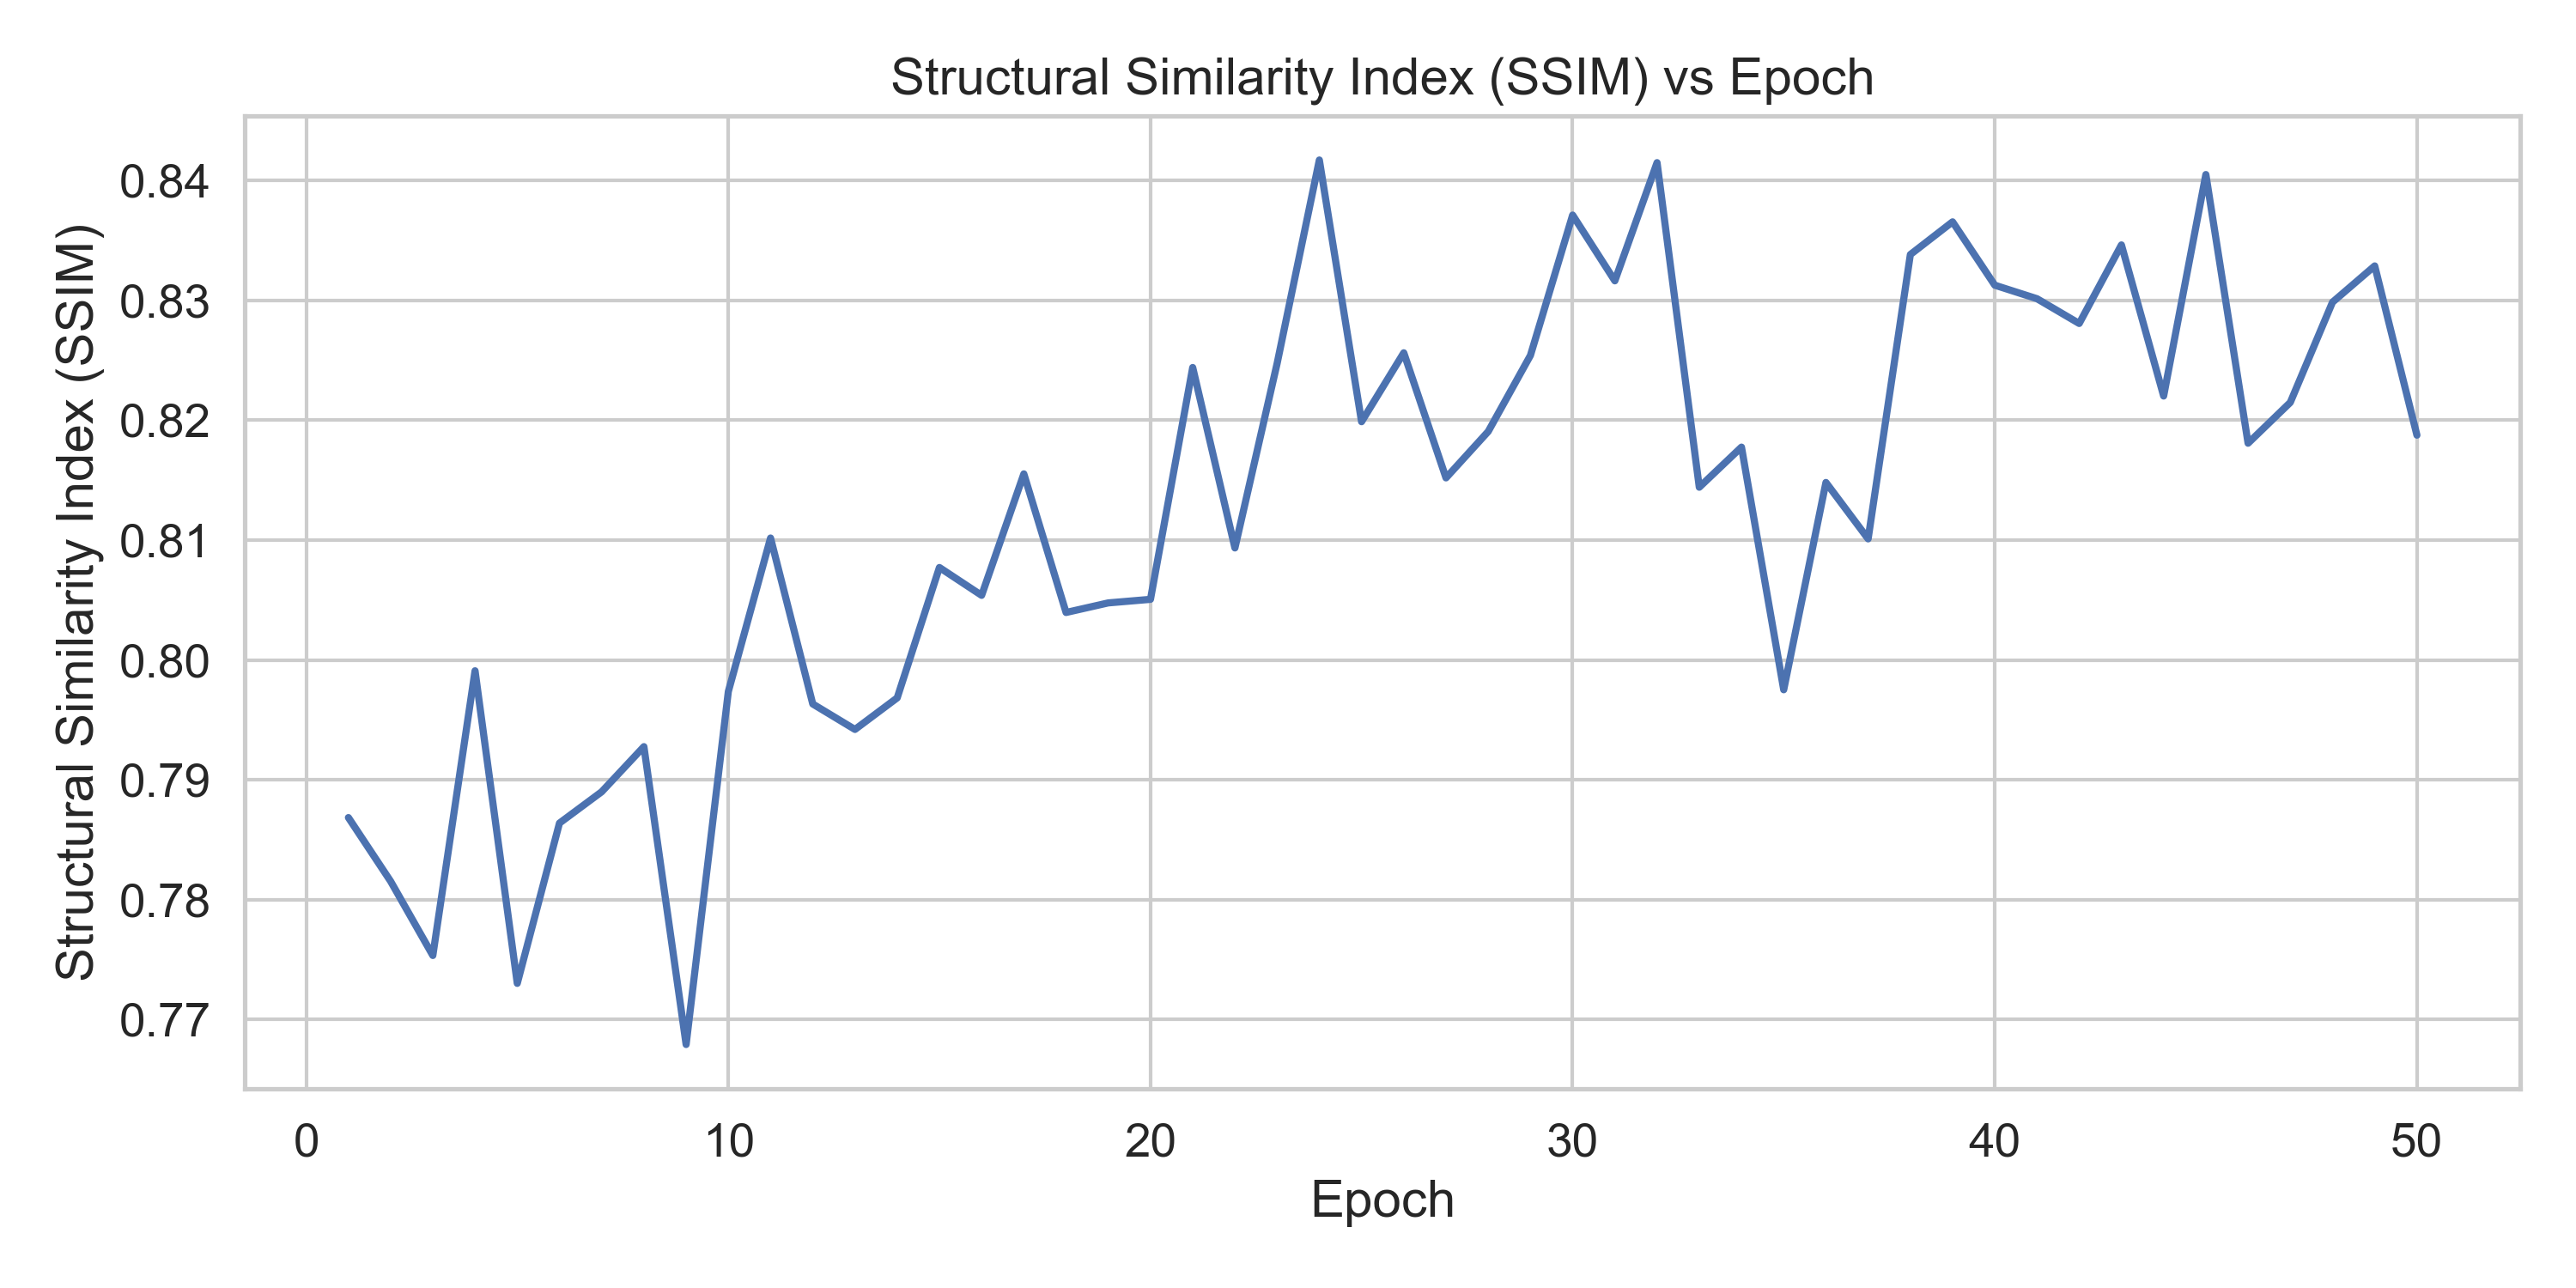 Structural Similarity Index (SSIM) vs Epoch
Structural Similarity Index (SSIM)
0.84
0.83
0.82
0.81
0.80
0.79
0.78
0.77
0 10 20 30 40 50
Epoch